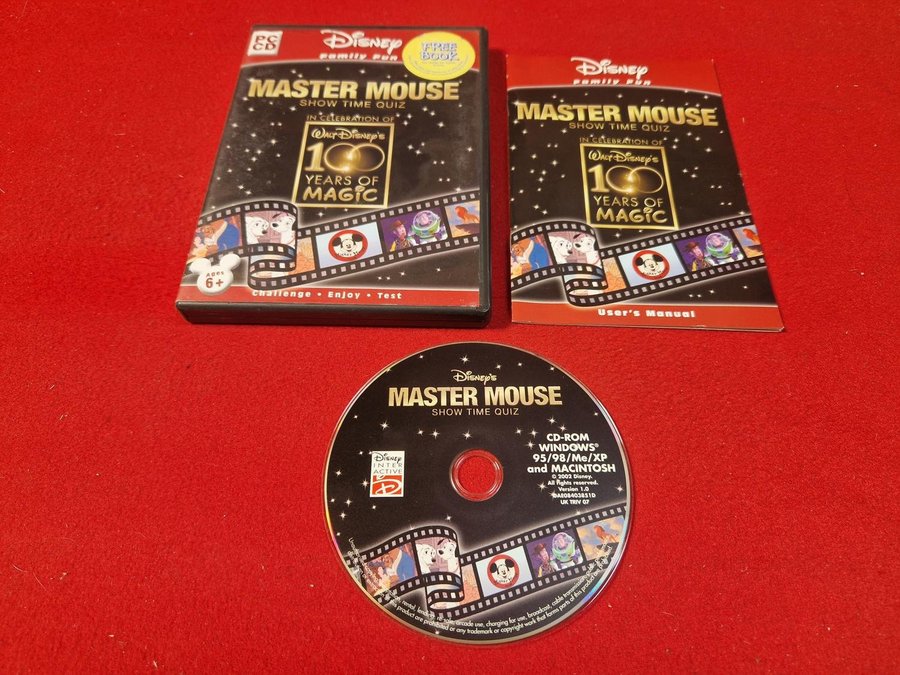 PC
CD
Disney
Family Fun
FREE
BOOK
MASTER MOUSE
SHOW TIME QUIZ
IN CELEBRATION OF
Walt Disney's
100
YEARS OF
MAGIC
Ages
6+
Challenge • Enjoy • Test
Disney
Family Fun
MASTER MOUSE
SHOW TIME QUIZ
IN CELEBRATION OF
Walt Disney's
100
YEARS OF
MAGIC
User's Manual
Disney's
MASTER MOUSE
SHOW TIME QUIZ
Disney
INTER
ACTIVE
CD-ROM
WINDOWS®
95/98/Me/XP
and MACINTOSH
© 2002 Disney.
All rights reserved.
Version 1.0
UK TRIV 07